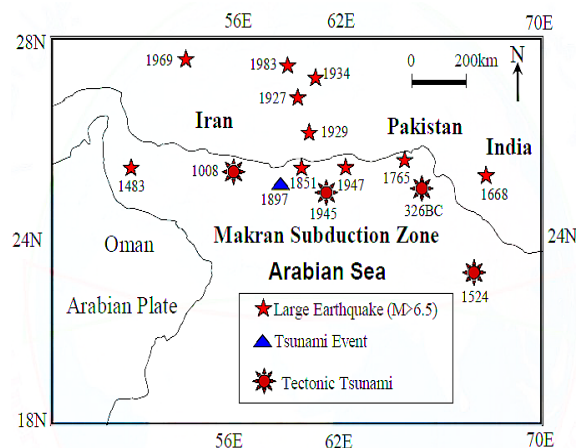 56E 62E 70E
28N
1969
1983
1934
N
0 200km
1927
Iran
1929
Pakistan
India
1483
1008
1897
1851
1947
1765
1668
1945
326BC
24N
Makran Subduction Zone
24N
Oman
Arabian Sea
1524
Arabian Plate
Large Earthquake (M>6.5)
Tsunami Event
Tectonic Tsunami
18N
56E 62E 70E